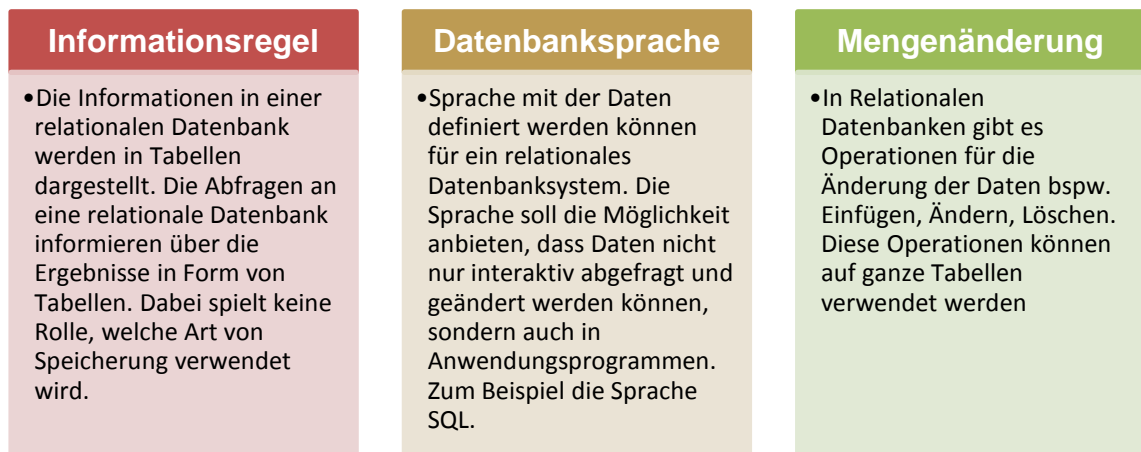 Informationsregel
•Die Informationen in einer
relationalen Datenbank
werden in Tabellen
dargestellt. Die Abfragen an
eine relationale Datenbank
informieren über die
Ergebnisse in Form von
Tabellen. Dabei spielt keine
Rolle, welche Art von
Speicherung verwendet
wird.
Datenbanksprache
•Sprache mit der Daten
definiert werden können
für ein relationales
Datenbanksystem. Die
Sprache soll die Möglichkeit
anbieten, dass Daten nicht
nur interaktiv abgefragt und
geändert werden können,
sondern auch in
Anwendungsprogrammen.
Zum Beispiel die Sprache
SQL.
Mengenänderung
•In Relationalen
Datenbanken gibt es
Operationen für die
Änderung der Daten bspw.
Einfügen, Ändern, Löschen.
Diese Operationen können
auf ganze Tabellen
verwendet werden